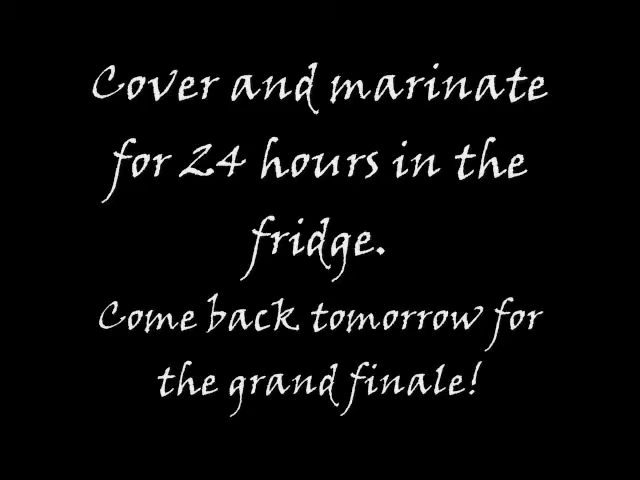 Cover and marinate
for 24 hours in the
fridge.
Come back tomorrow for
the grand finale!